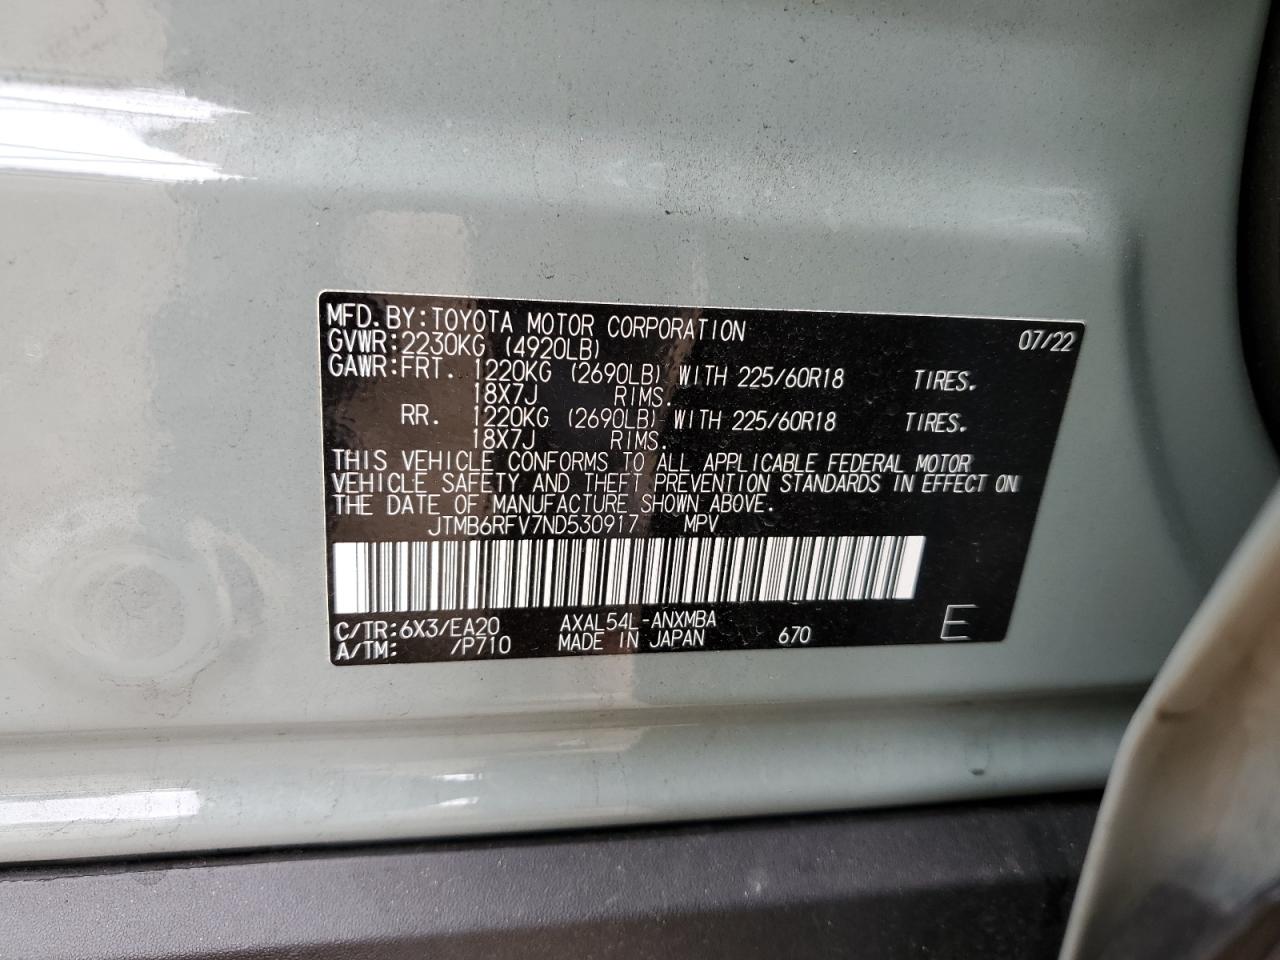 MFD. BY: TOYOTA MOTOR CORPORATION 07/22
GVWR: 2230KG (4920LB)
GAWR: FRT. 1220KG (2690LB) WITH 225/60R18 TIRES.
18X7J RIMS.
RR. 1220KG (2690LB) WITH 225/60R18 TIRES.
18X7J RIMS.
THIS VEHICLE CONFORMS TO ALL APPLICABLE FEDERAL MOTOR
VEHICLE SAFETY AND THEFT PREVENTION STANDARDS IN EFFECT ON
THE DATE OF MANUFACTURE SHOWN ABOVE.
JTMB6RFV7ND530917 MPV
C/TR: 6X3/EA20 AXAL54L-ANXMBA
A/TM: /P710 MADE IN JAPAN 670 E